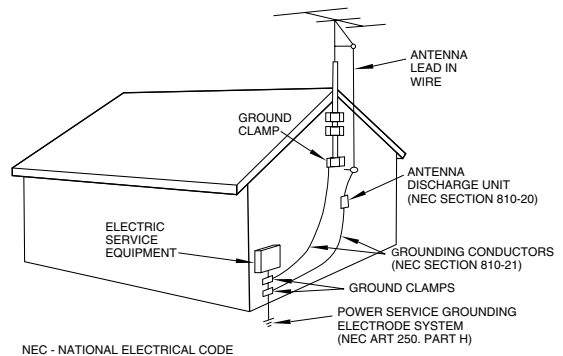 ANTENNA
LEAD IN
WIRE
GROUND
CLAMP
ANTENNA
DISCHARGE UNIT
(NEC SECTION 810-20)
ELECTRIC
SERVICE
EQUIPMENT
GROUNDING CONDUCTORS
(NEC SECTION 810-21)
GROUND CLAMPS
POWER SERVICE GROUNDING
ELECTRODE SYSTEM
(NEC ART 250. PART H)
NEC - NATIONAL ELECTRICAL CODE